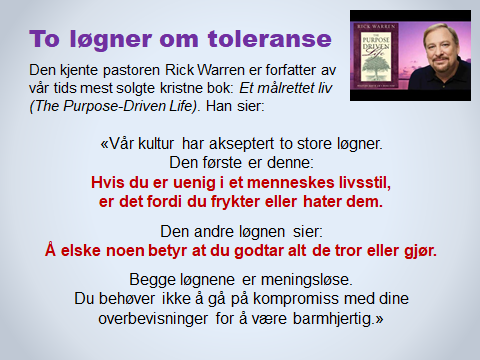 To løgner om toleranse
Den kjente pastoren Rick Warren er forfatter av
vår tids mest solgte kristne bok: Et målrettet liv
(The Purpose-Driven Life). Han sier:
RICK WARREN
THE
PURPOSE
DRIVEN
Life
«Vår kultur har akseptert to store løgner.
Den første er denne:
Hvis du er uenig i et menneskes livsstil,
er det fordi du frykter eller hater dem.
Den andre løgnen sier:
Å elske noen betyr at du godtar alt de tror eller gjør.
Begge løgnene er meningsløse.
Du behøver ikke å gå på kompromiss med dine
overbevisninger for å være barmhjertig.»